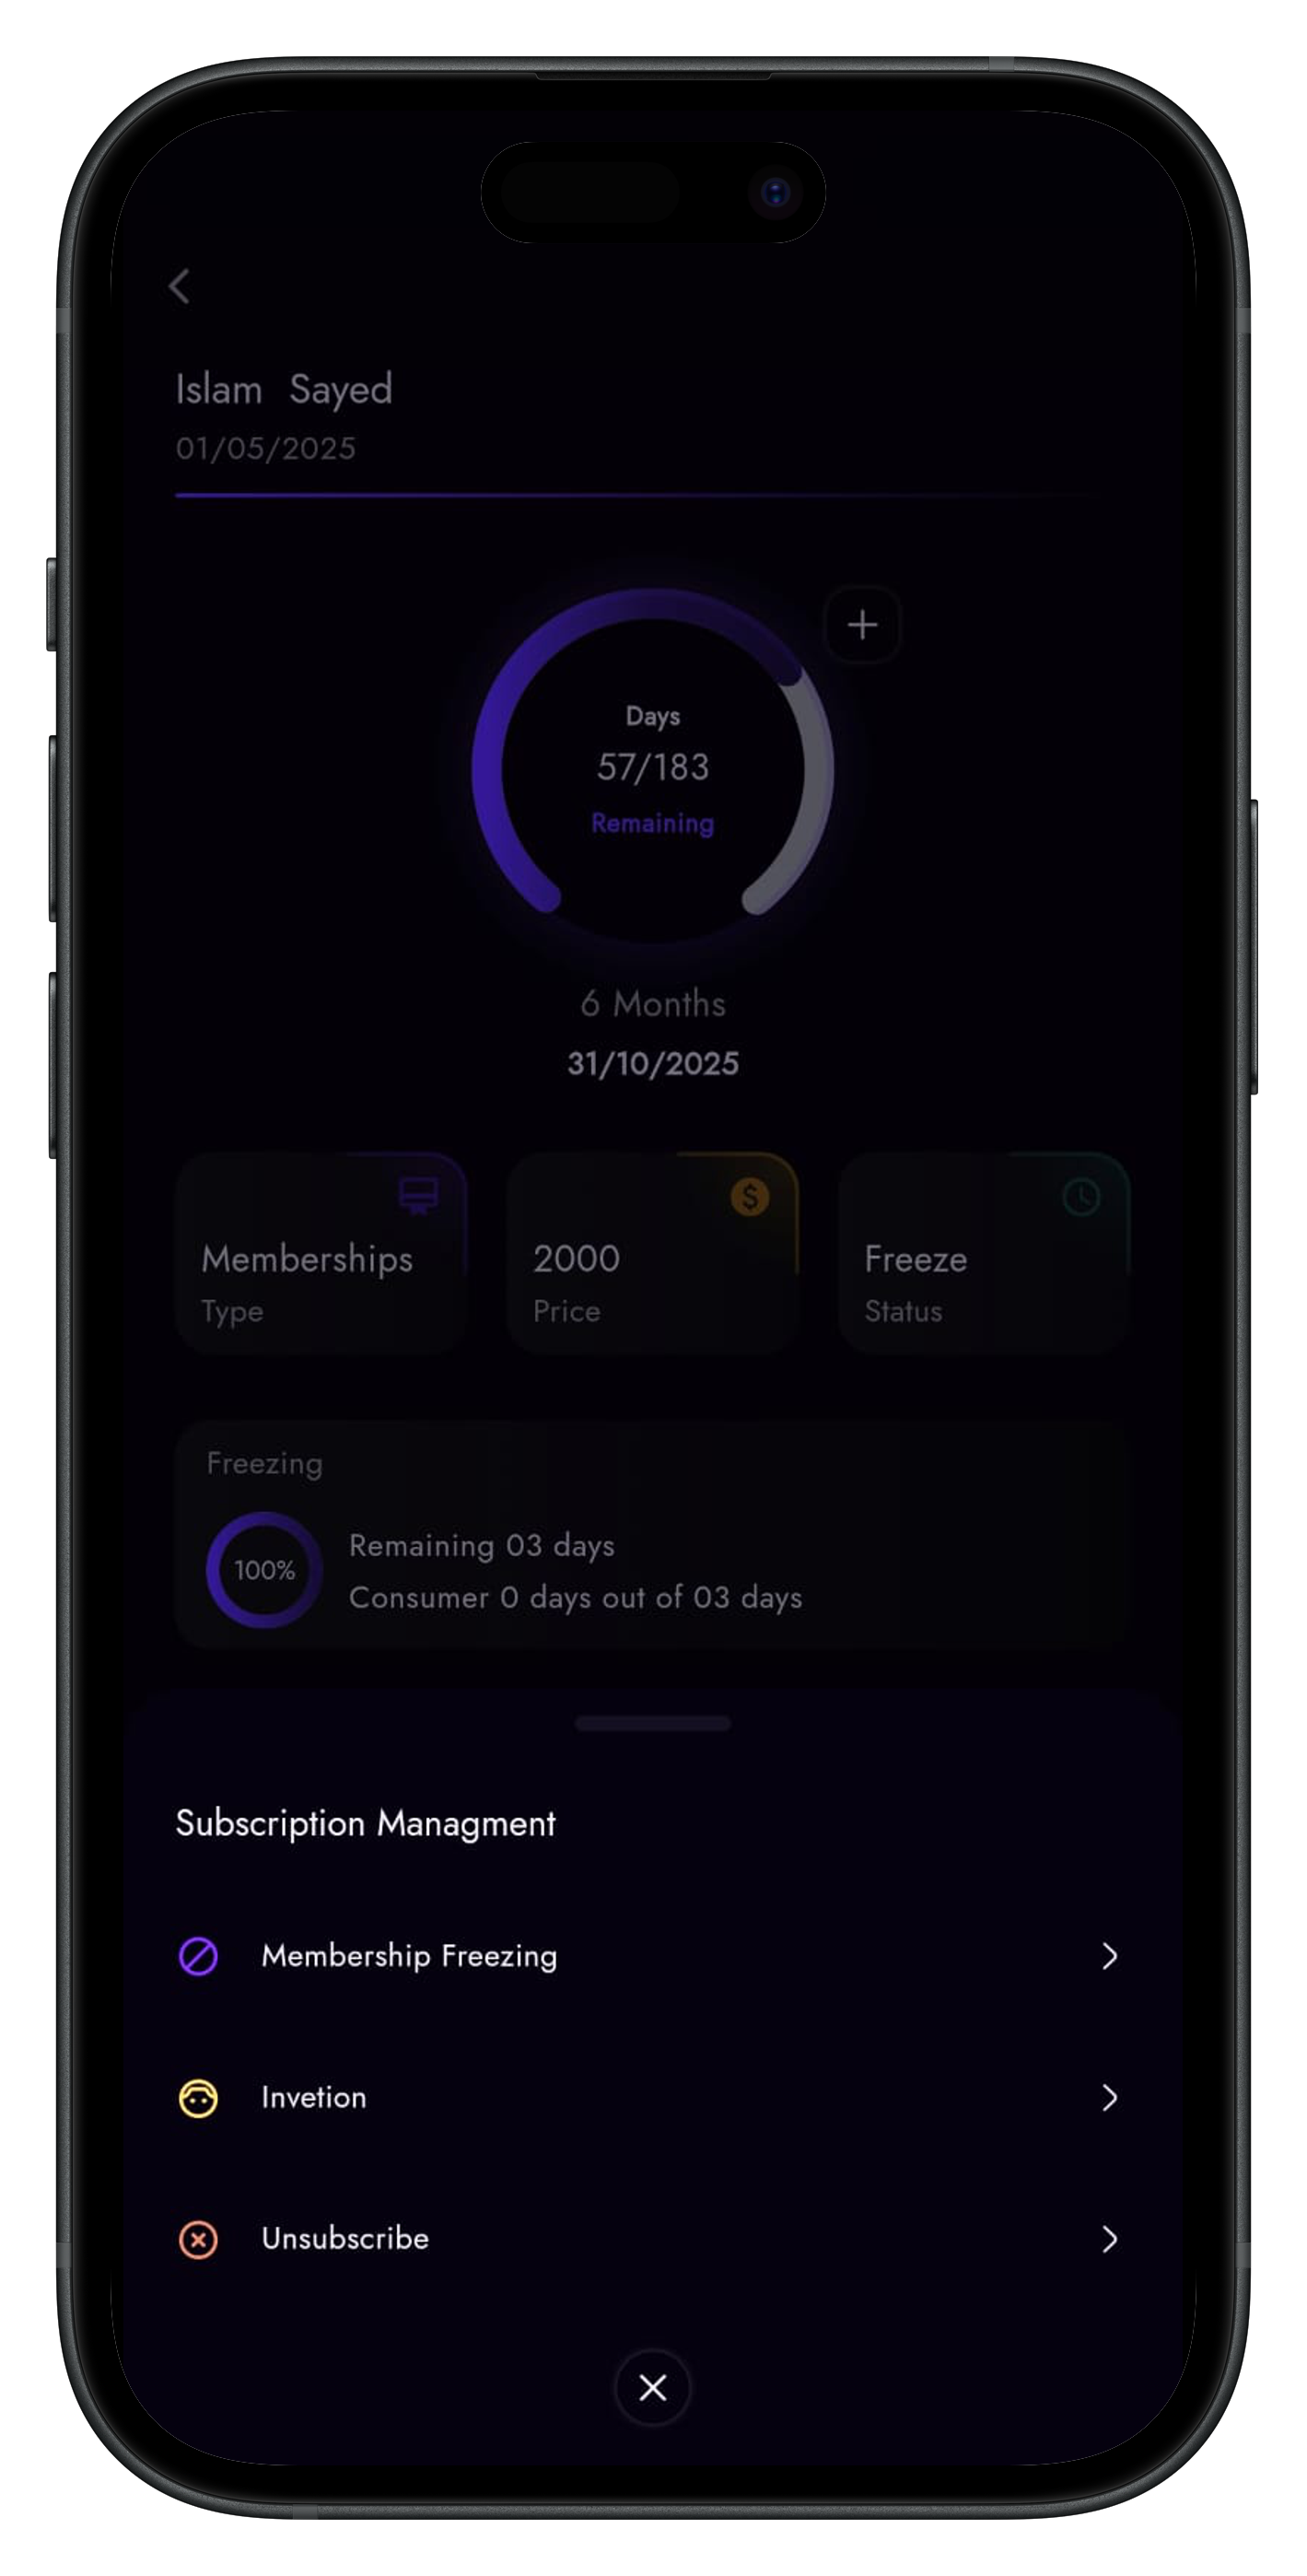 Islam Sayed
01/05/2025
Days
57/183
Remaining
6 Months
31/10/2025
Memberships
Type
2000
Price
Freeze
Status
Freezing
100%
Remaining 03 days
Consumer 0 days out of 03 days
Subscription Managment
Membership Freezing
Invetion
Unsubscribe